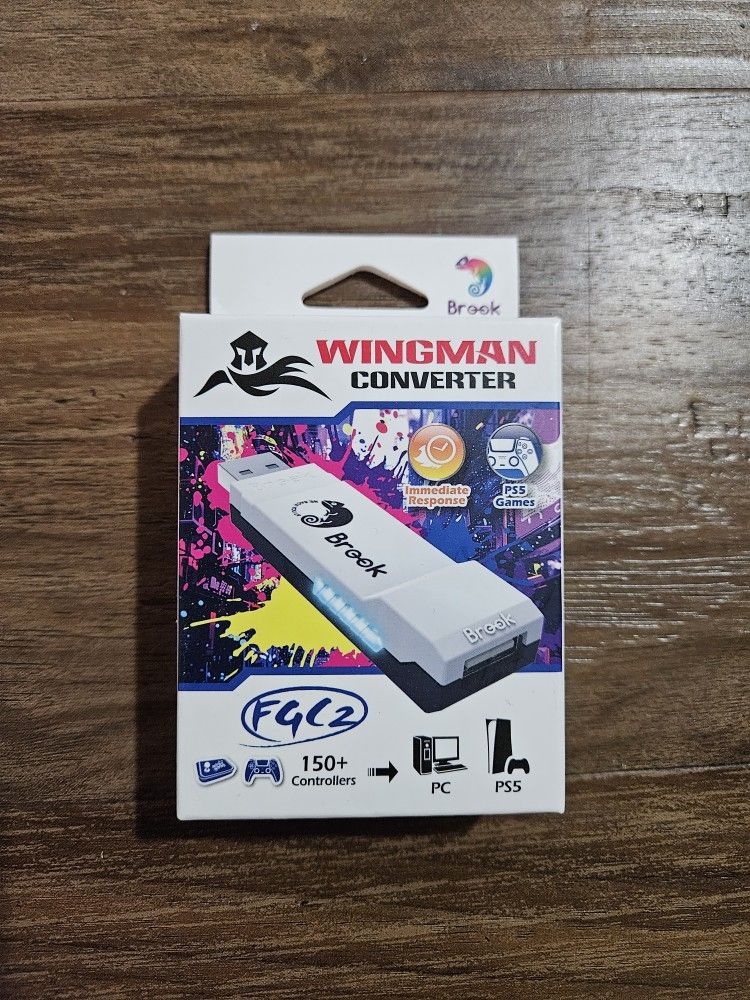 Brook
WINGMAN
CONVERTER
Immediate
Response
PS5
Games
Brook
Brook
FGC2
150+
Controllers
PC
PS5